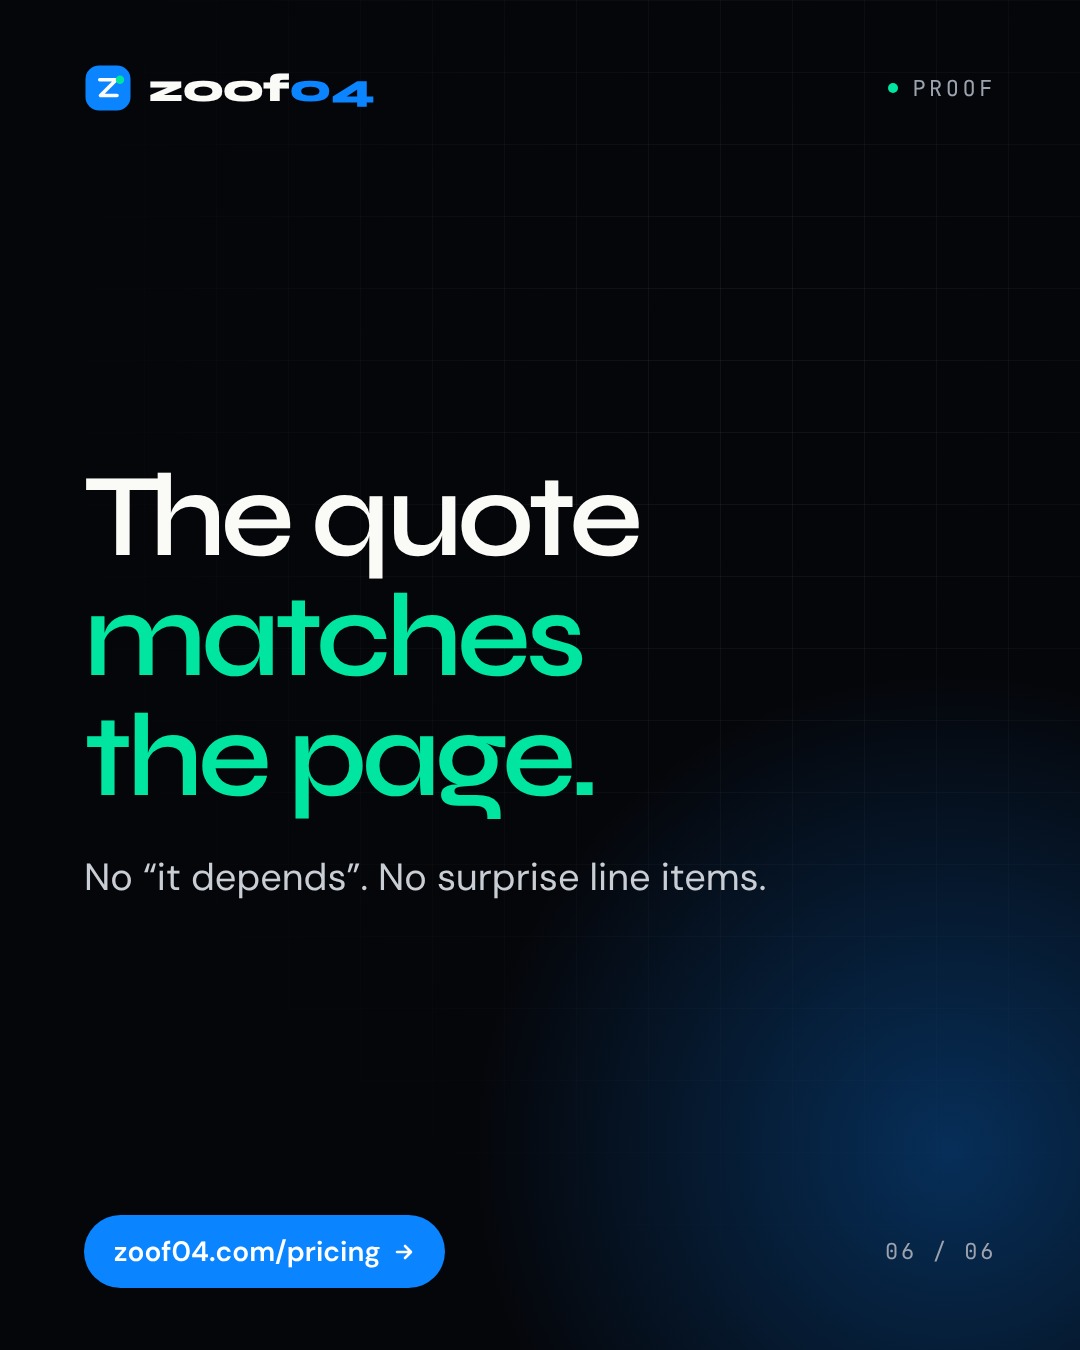 Z
zoof04
PROOF
The quote
matches
the page.
No “it depends”. No surprise line items.
zoof04.com/pricing →
06 / 06